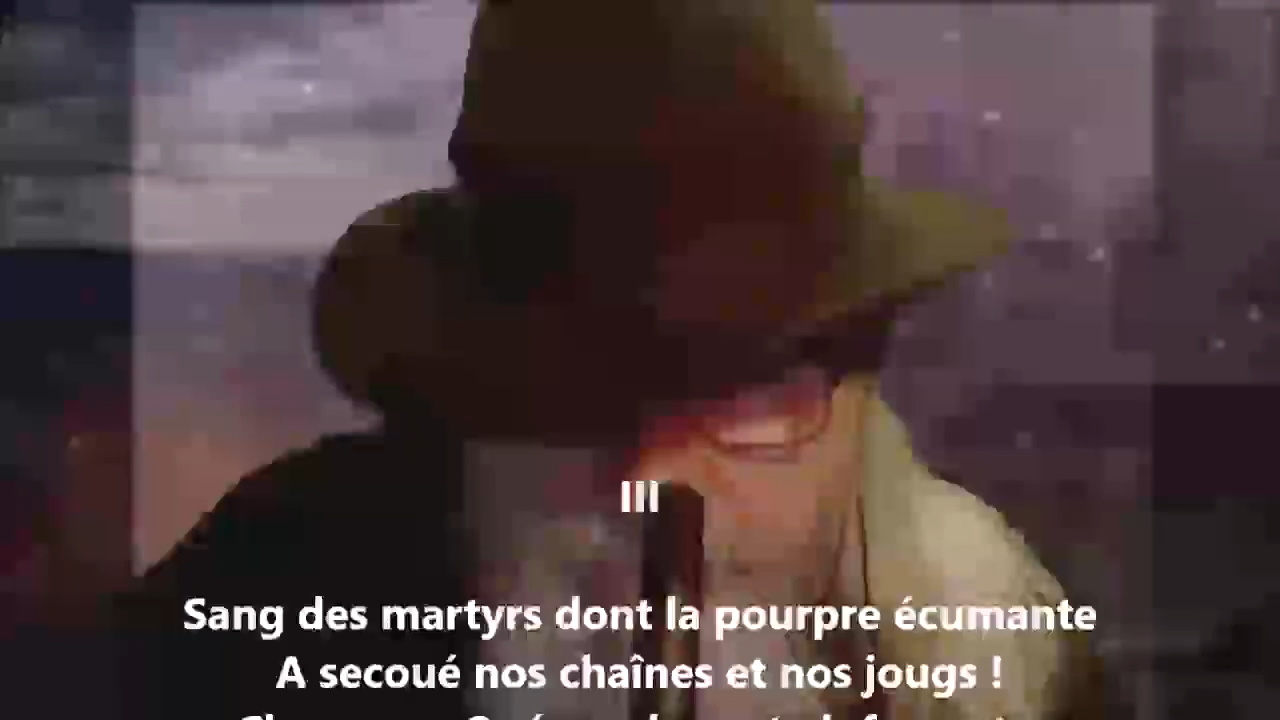 III
Sang des martyrs dont la pourpre écumante
A secoué nos chaînes et nos jougs !